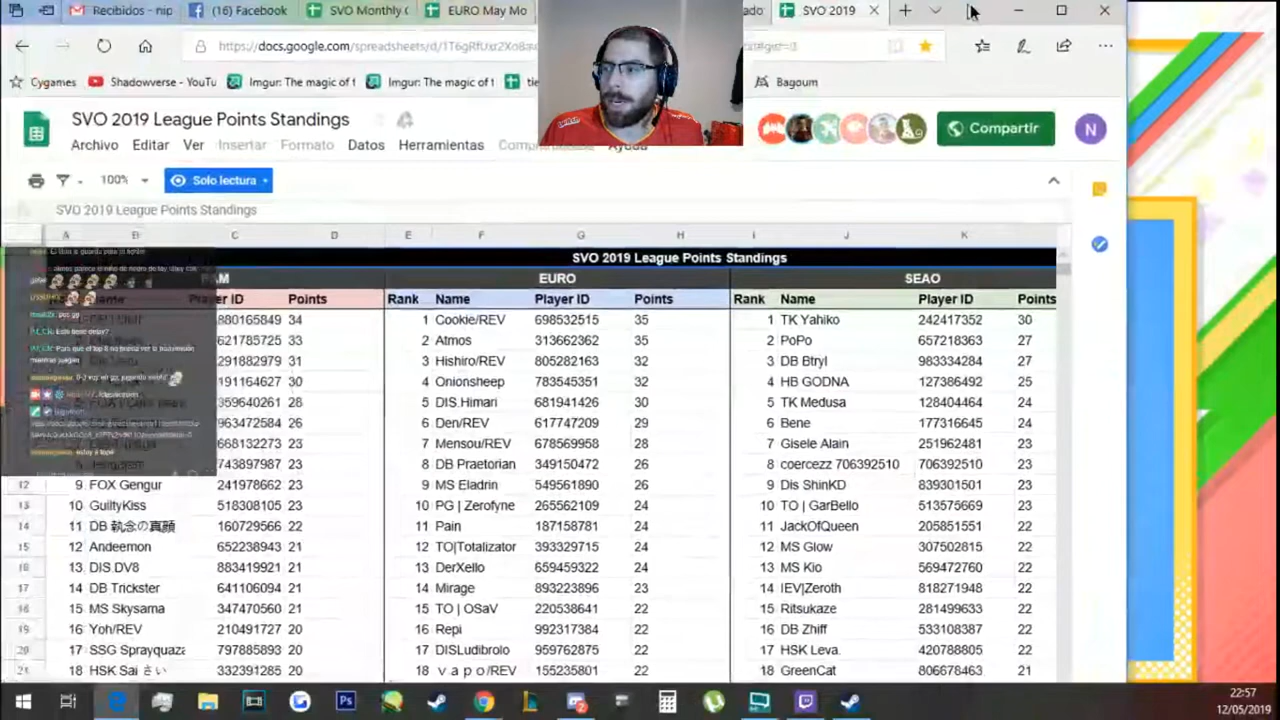 Recibidos - nip
(16) Facebook
SVO Monthly (
EURO May Mo
SVO 2019
https://docs.google.com/spreadsheets/d/
Cygames
Shadowverse - YouTu
Imgur: The magic of t
Imgur: The magic of t
Bagoum
SVO 2019 League Points Standings
Compartir
N
Archivo Editar Ver Insertar Formato Datos Herramientas
100%
Solo lectura
SVO 2019 League Points Standings
A B C D E F G H I J K
SVO 2019 League Points Standings
EURO SEAO
Player ID Points Rank Name Player ID Points Rank Name Player ID Points
880165849 34 1 Cookie/REV 698532515 35 1 TK Yahiko 242417352 30
621785725 33 2 Atmos 313662362 35 2 PoPo 657218363 27
291882979 31 3 Hishiro/REV 805262163 32 3 DB Btryl 983334284 27
191164627 30 4 Onionsheep 783545351 32 4 HB GODNA 127386492 25
359640261 28 5 DIS.Himari 681941426 30 5 TK Medusa 128404464 24
963472584 26 6 Den/REV 617747209 29 6 Bene 177316645 24
668132273 23 7 Mensou/REV 678569958 28 7 Gisele Alain 251962481 23
743897987 23 8 DB Praetorian 349150472 26 8 coercezz 706392510 706392510 23
12 9 FOX Gengur 241978662 23 9 MS Eladrin 549561890 26 9 Dis ShinKD 839301501 23
13 10 GuiltyKiss 518308105 23 10 PG | Zerofyne 265562109 24 10 TO | GarBello 513575669 23
14 11 DB 執念の真顔 160729566 22 11 Pain 187158781 24 11 JackOfQueen 205851551 22
15 12 Andeemon 652238943 21 12 TO|Totalizator 393329715 24 12 MS Glow 307502815 22
16 13 DIS.DV8 883419921 21 13 DerXello 659459322 24 13 MS Kio 569472760 22
17 14 DB Trickster 641106094 21 14 Mirage 893223896 23 14 IEV|Zeroth 818271948 22
18 15 MS Skysama 347470560 21 15 TO | OSaV 220538641 22 15 Ritsukaze 281499633 22
19 16 Yoh/REV 210491727 20 16 Repi 992317384 22 16 DB Zhiff 533108387 22
20 17 SSG Sprayquaza 797885893 20 17 DISLudibrolo 959762875 22 17 HSK Leva. 420788805 22
21 18 HSK Sai さい 332392185 20 18 v a p o/REV 155235801 22 18 GreenCat 806678463 21
22:57
12/05/2019